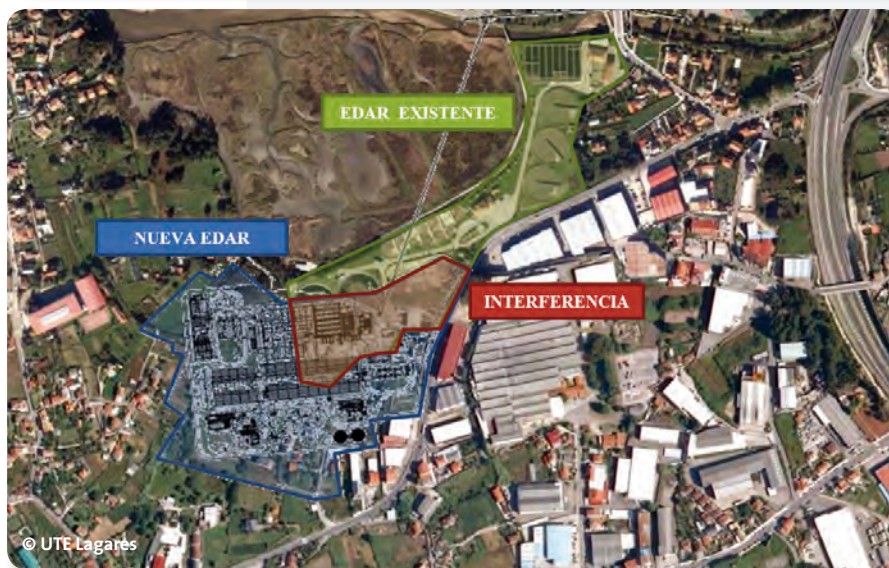 EDAR EXISTENTE
NUEVA EDAR
INTERFERENCIA
© UTE Lagares